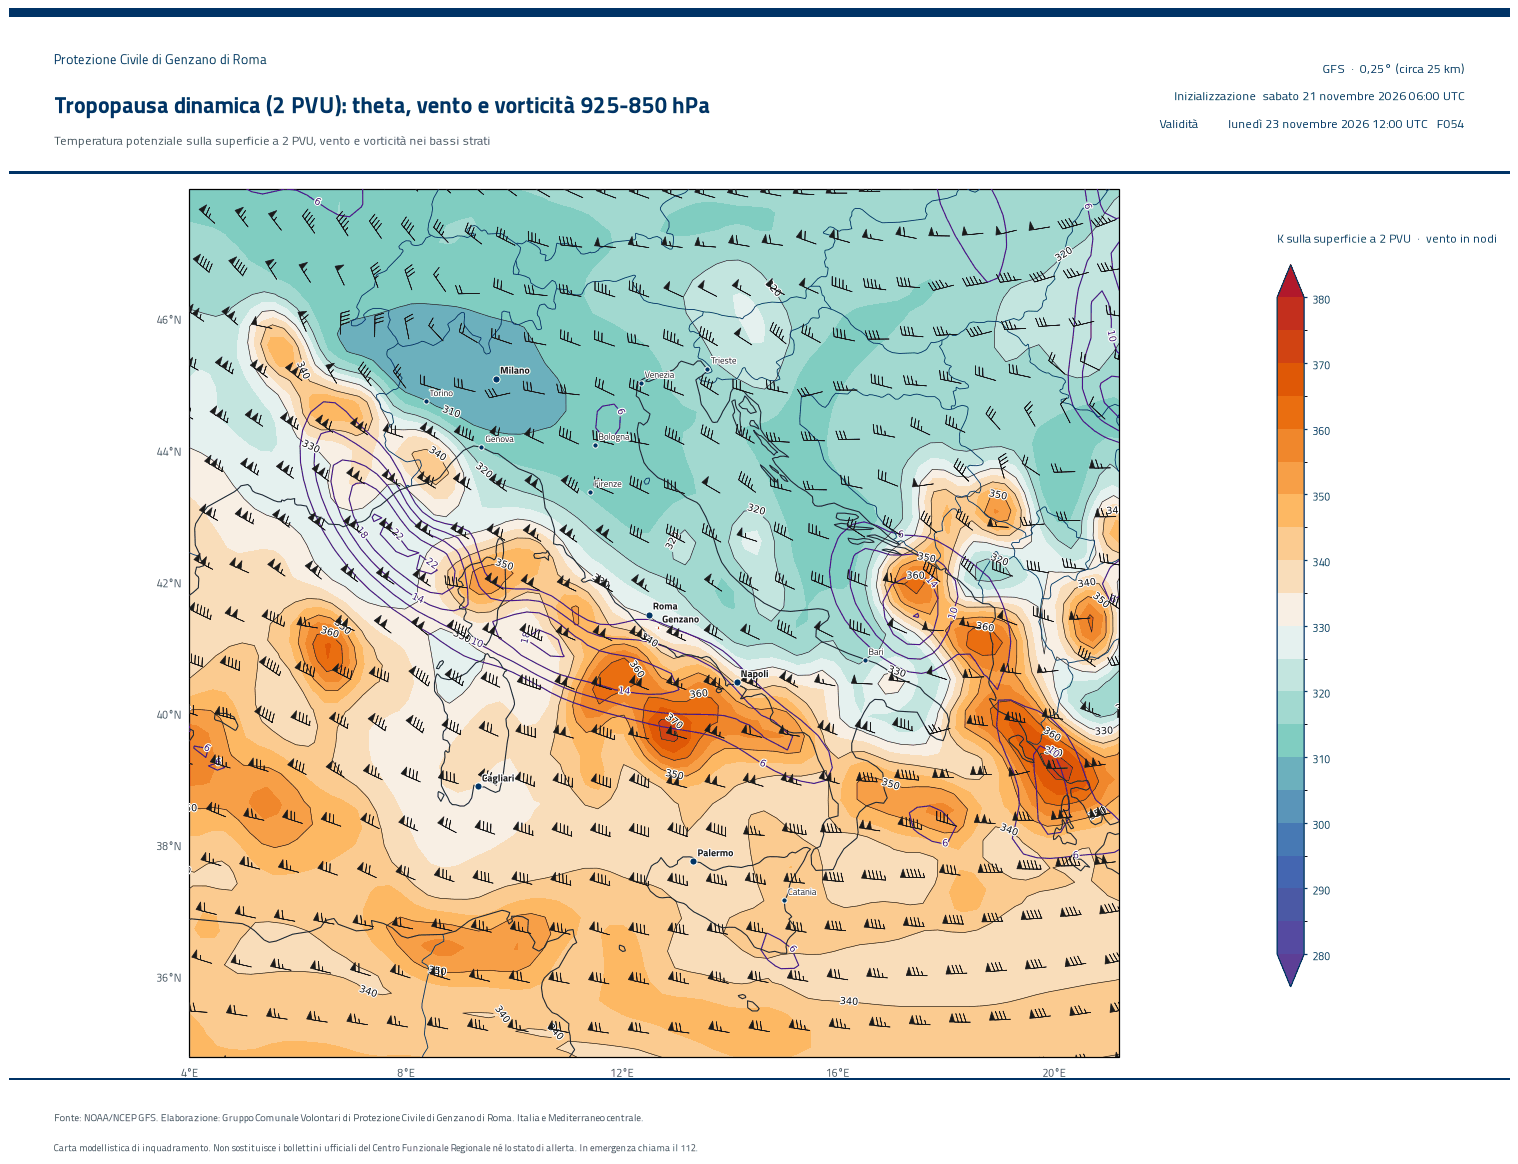 Protezione Civile di Genzano di Roma
Tropopausa dinamica (2 PVU): theta, vento e vorticità 925-850 hPa
Temperatura potenziale sulla superficie a 2 PVU, vento e vorticità nei bassi strati
GFS · 0,25° (circa 25 km)
Inizializzazione sabato 21 novembre 2026 06:00 UTC
Validità lunedì 23 novembre 2026 12:00 UTC F054
K sulla superficie a 2 PVU · vento in nodi
380
370
360
350
340
330
320
310
300
290
280
46°N
44°N
42°N
40°N
38°N
36°N
4°E
8°E
12°E
16°E
20°E
Milano
Torino
Venezia
Trieste
Genova
Bologna
Firenze
Roma
Genzano
Napoli
Bari
Cagliari
Palermo
Catania
Fonte: NOAA/NCEP GFS. Elaborazione: Gruppo Comunale Volontari di Protezione Civile di Genzano di Roma. Italia e Mediterraneo centrale.
Carta modellistica di inquadramento. Non sostituisce i bollettini ufficiali del Centro Funzionale Regionale né lo stato di allerta. In emergenza chiama il 112.